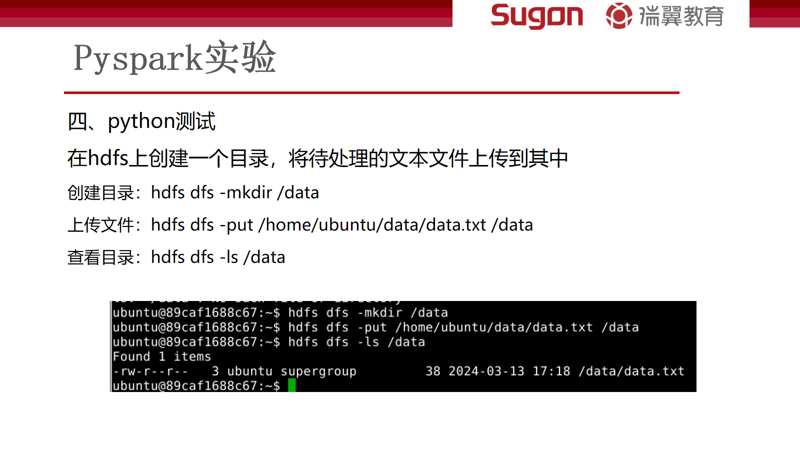 Sugon 瑞翼教育
Pyspark实验
四、python测试
在hdfs上创建一个目录，将待处理的文本文件上传到其中
创建目录：hdfs dfs -mkdir /data
上传文件：hdfs dfs -put /home/ubuntu/data/data.txt /data
查看目录：hdfs dfs -ls /data
ubuntu@89caf1688c67:~$ hdfs dfs -mkdir /data
ubuntu@89caf1688c67:~$ hdfs dfs -put /home/ubuntu/data/data.txt /data
ubuntu@89caf1688c67:~$ hdfs dfs -ls /data
Found 1 items
-rw-r--r-- 3 ubuntu supergroup 38 2024-03-13 17:18 /data/data.txt
ubuntu@89caf1688c67:~$